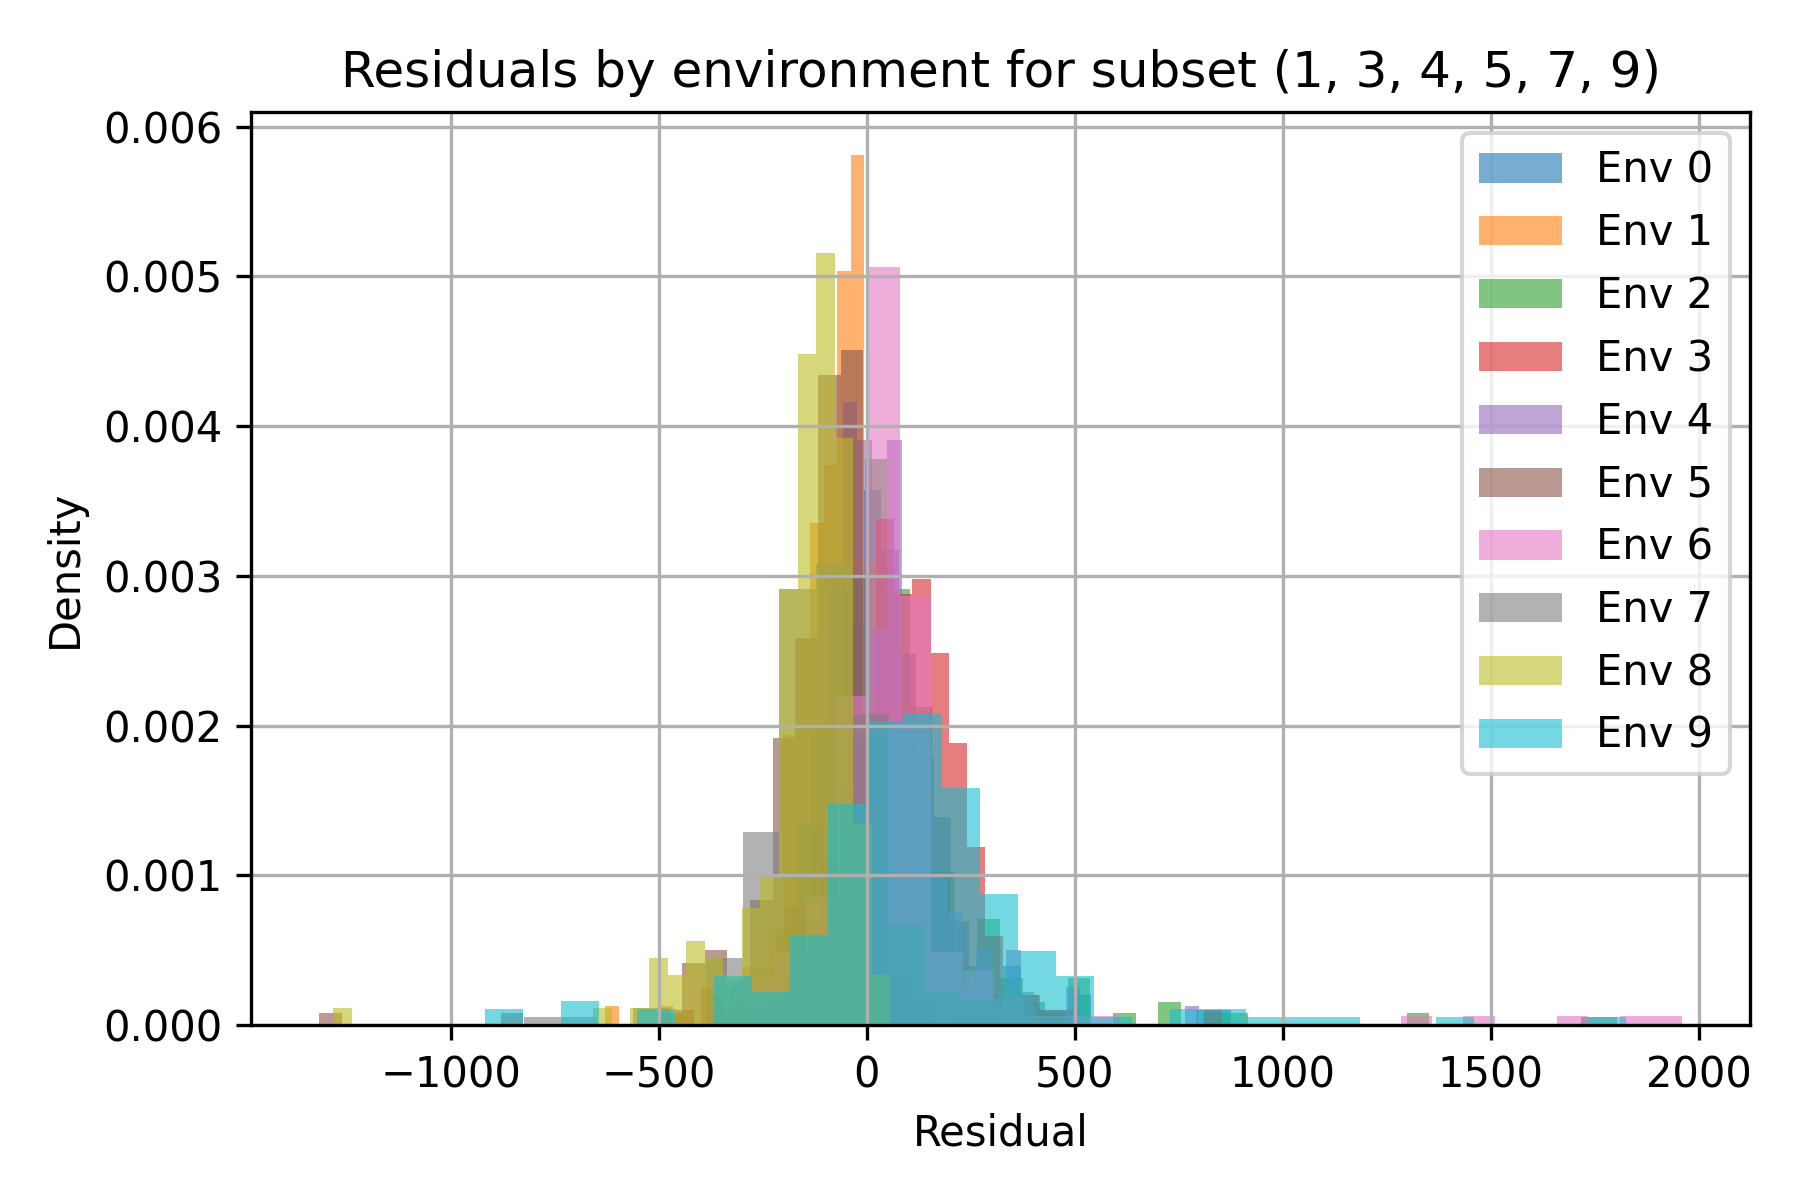 Residuals by environment for subset (1, 3, 4, 5, 7, 9)
0.006
0.005
0.004
0.003
0.002
0.001
0.000
Density
Env 0
Env 1
Env 2
Env 3
Env 4
Env 5
Env 6
Env 7
Env 8
Env 9
−1000 −500 0 500 1000 1500 2000
Residual